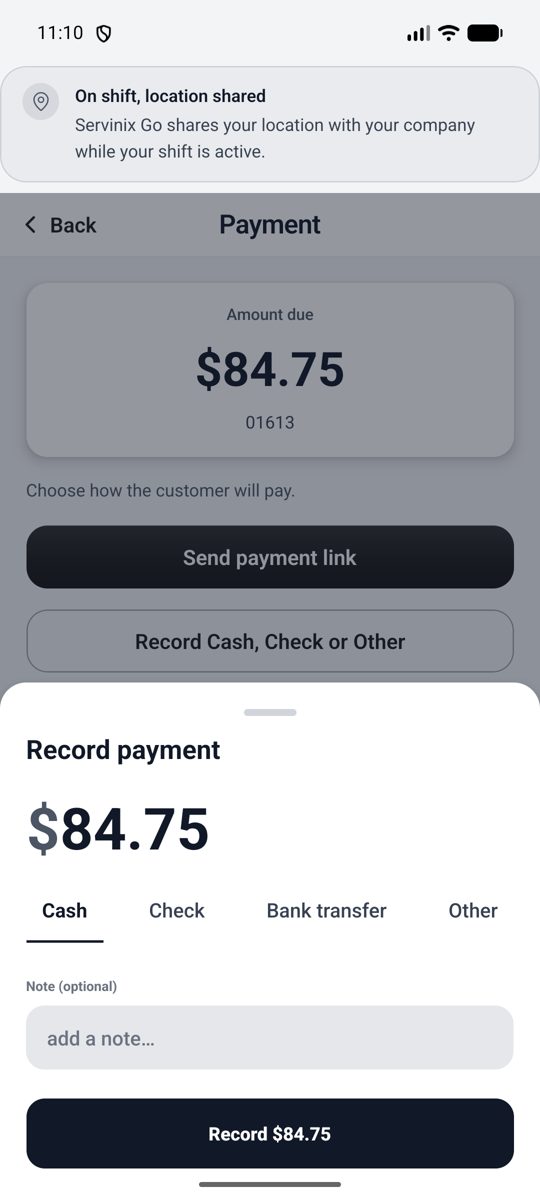 11:10
On shift, location shared
Servinix Go shares your location with your company
while your shift is active.
Back
Payment
Amount due
$84.75
01613
Choose how the customer will pay.
Send payment link
Record Cash, Check or Other
Record payment
$84.75
Cash
Check
Bank transfer
Other
Note (optional)
add a note…
Record $84.75